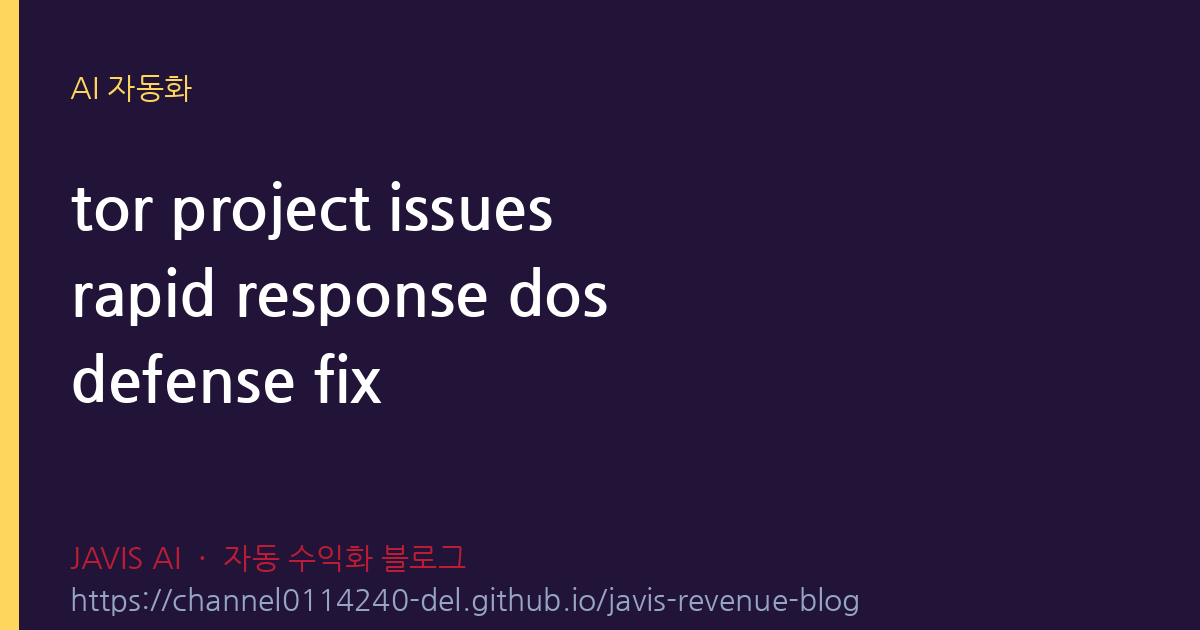 AI 자동화
tor project issues
rapid response dos
defense fix
JAVIS AI · 자동 수익화 블로그
https://channel0114240-del.github.io/javis-revenue-blog